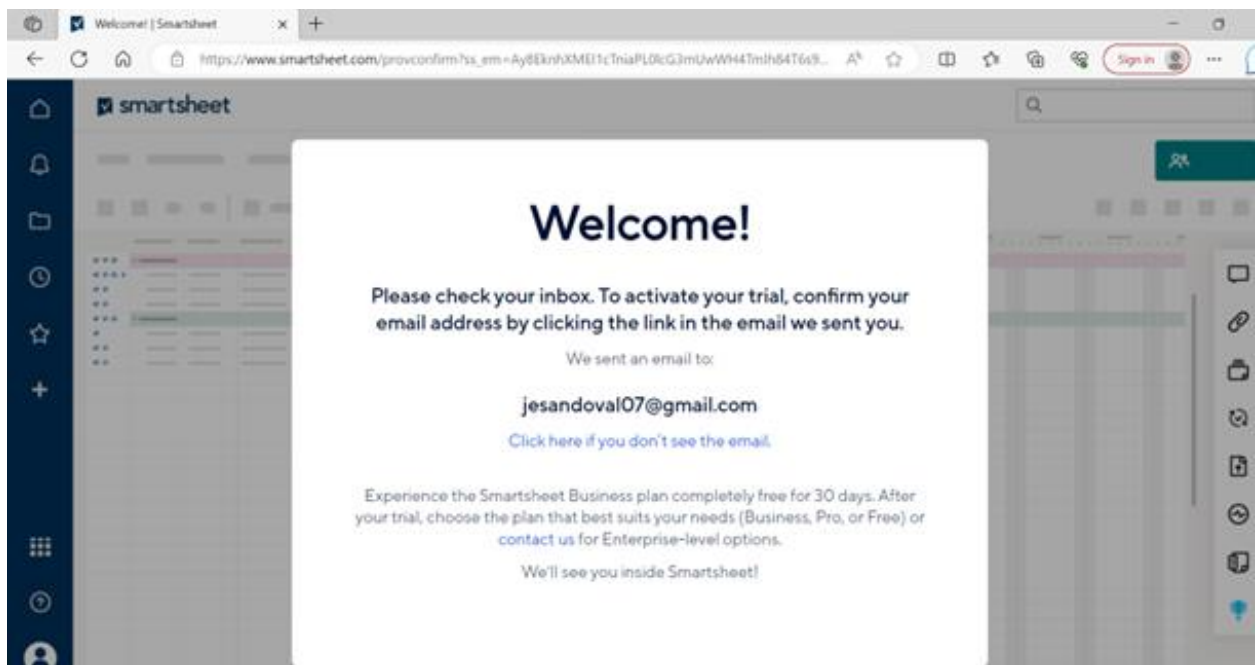 Welcome! | Smartsheet
https://www.smartsheet.com/provconfirm?ss_em=
Sign in
smartsheet
Welcome!
Please check your inbox. To activate your trial, confirm your
email address by clicking the link in the email we sent you.
We sent an email to:
jesandoval07@gmail.com
Click here if you don't see the email.
Experience the Smartsheet Business plan completely free for 30 days. After
your trial, choose the plan that best suits your needs (Business, Pro, or Free) or
contact us for Enterprise-level options.
We'll see you inside Smartsheet!